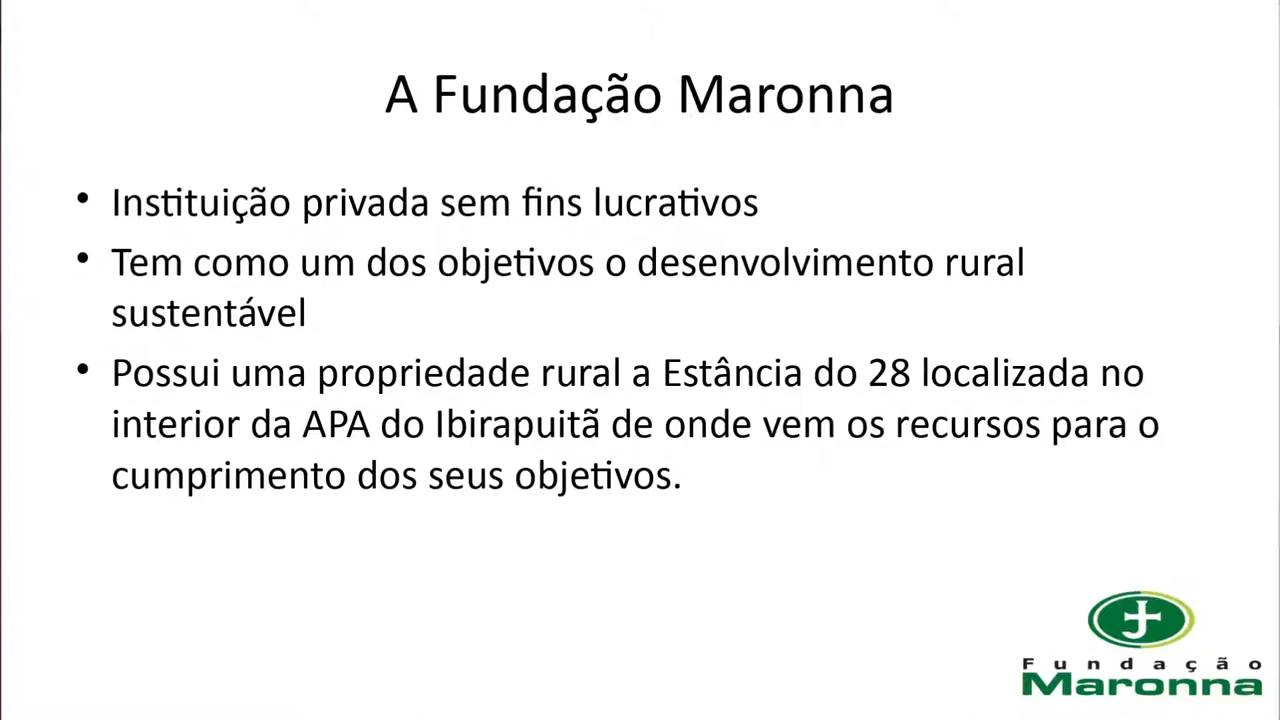 A Fundação Maronna
• Instituição privada sem fins lucrativos
• Tem como um dos objetivos o desenvolvimento rural
sustentável
• Possui uma propriedade rural a Estância do 28 localizada no
interior da APA do Ibirapuitã de onde vem os recursos para o
cumprimento dos seus objetivos.
Fundação
Maronna